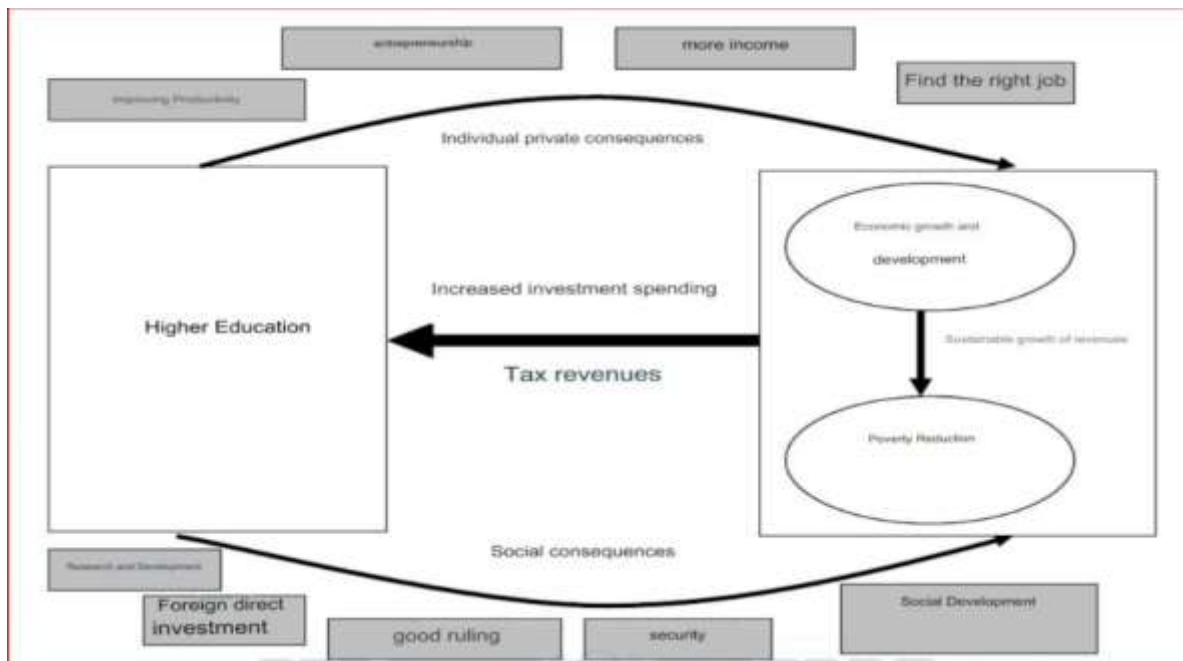 entrepreneurship
more income
Find the right job
Improving Productivity
Individual private consequences
Economic growth and
development
Increased investment spending
Higher Education
Sustainable growth of revenues
Tax revenues
Poverty Reduction
Social consequences
Research and Development
Foreign direct
investment
Social Development
good ruling
security